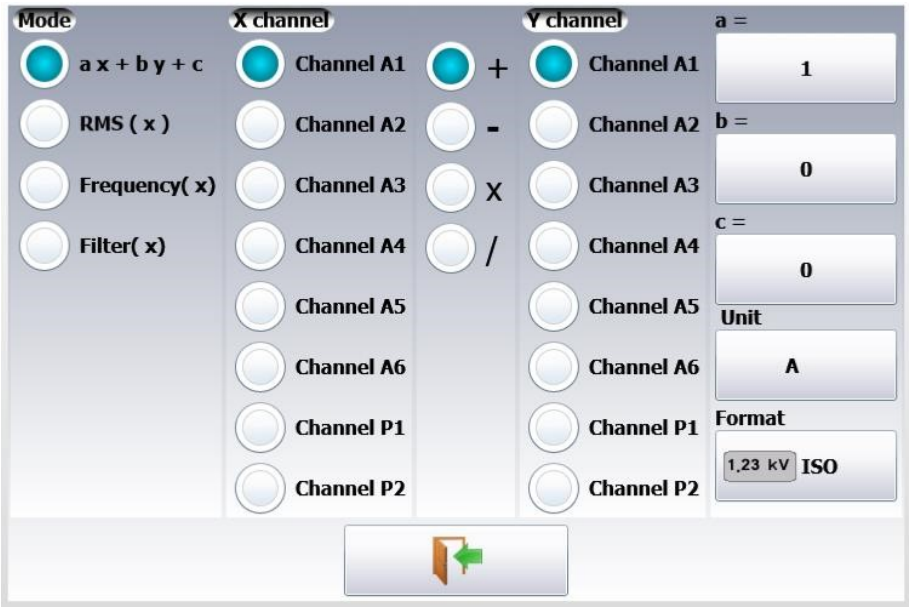 Mode
a x + b y + c
RMS ( x )
Frequency( x)
Filter( x)
X channel
Channel A1
Channel A2
Channel A3
Channel A4
Channel A5
Channel A6
Channel P1
Channel P2
+
-
x
/
Y channel
Channel A1
Channel A2
Channel A3
Channel A4
Channel A5
Channel A6
Channel P1
Channel P2
a =
1
b =
0
c =
0
Unit
A
Format
1,23 kV ISO